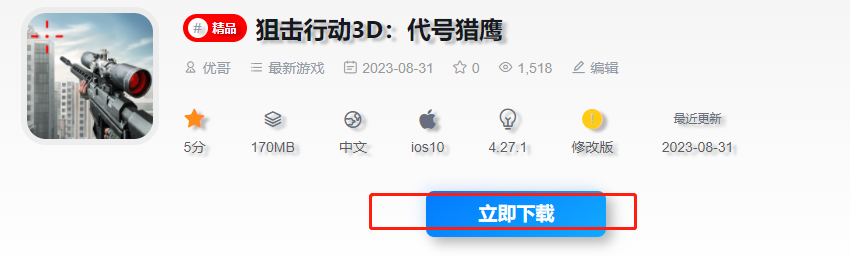 # 精品 狙击行动3D：代号猎鹰
优哥 最新游戏 2023-08-31 0 1,518 编辑
最近更新
5分 170MB 中文 ios10 4.27.1 修改版 2023-08-31
立即下载